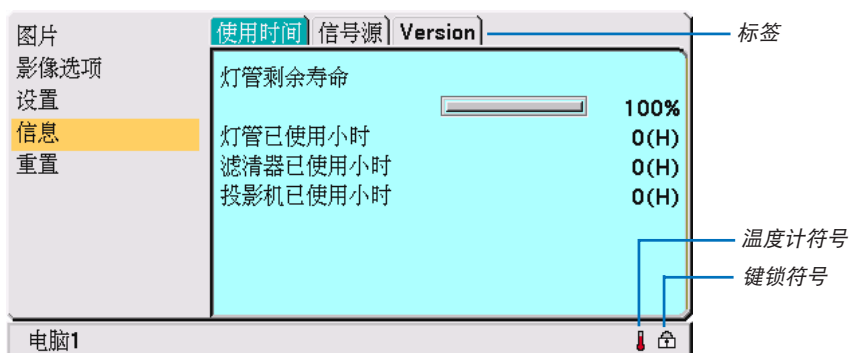 图片
影像选项
设置
信息
重置
使用时间 信号源 Version
灯管剩余寿命
100%
灯管已使用小时 0(H)
滤清器已使用小时 0(H)
投影机已使用小时 0(H)
电脑1
标签
温度计符号
键锁符号